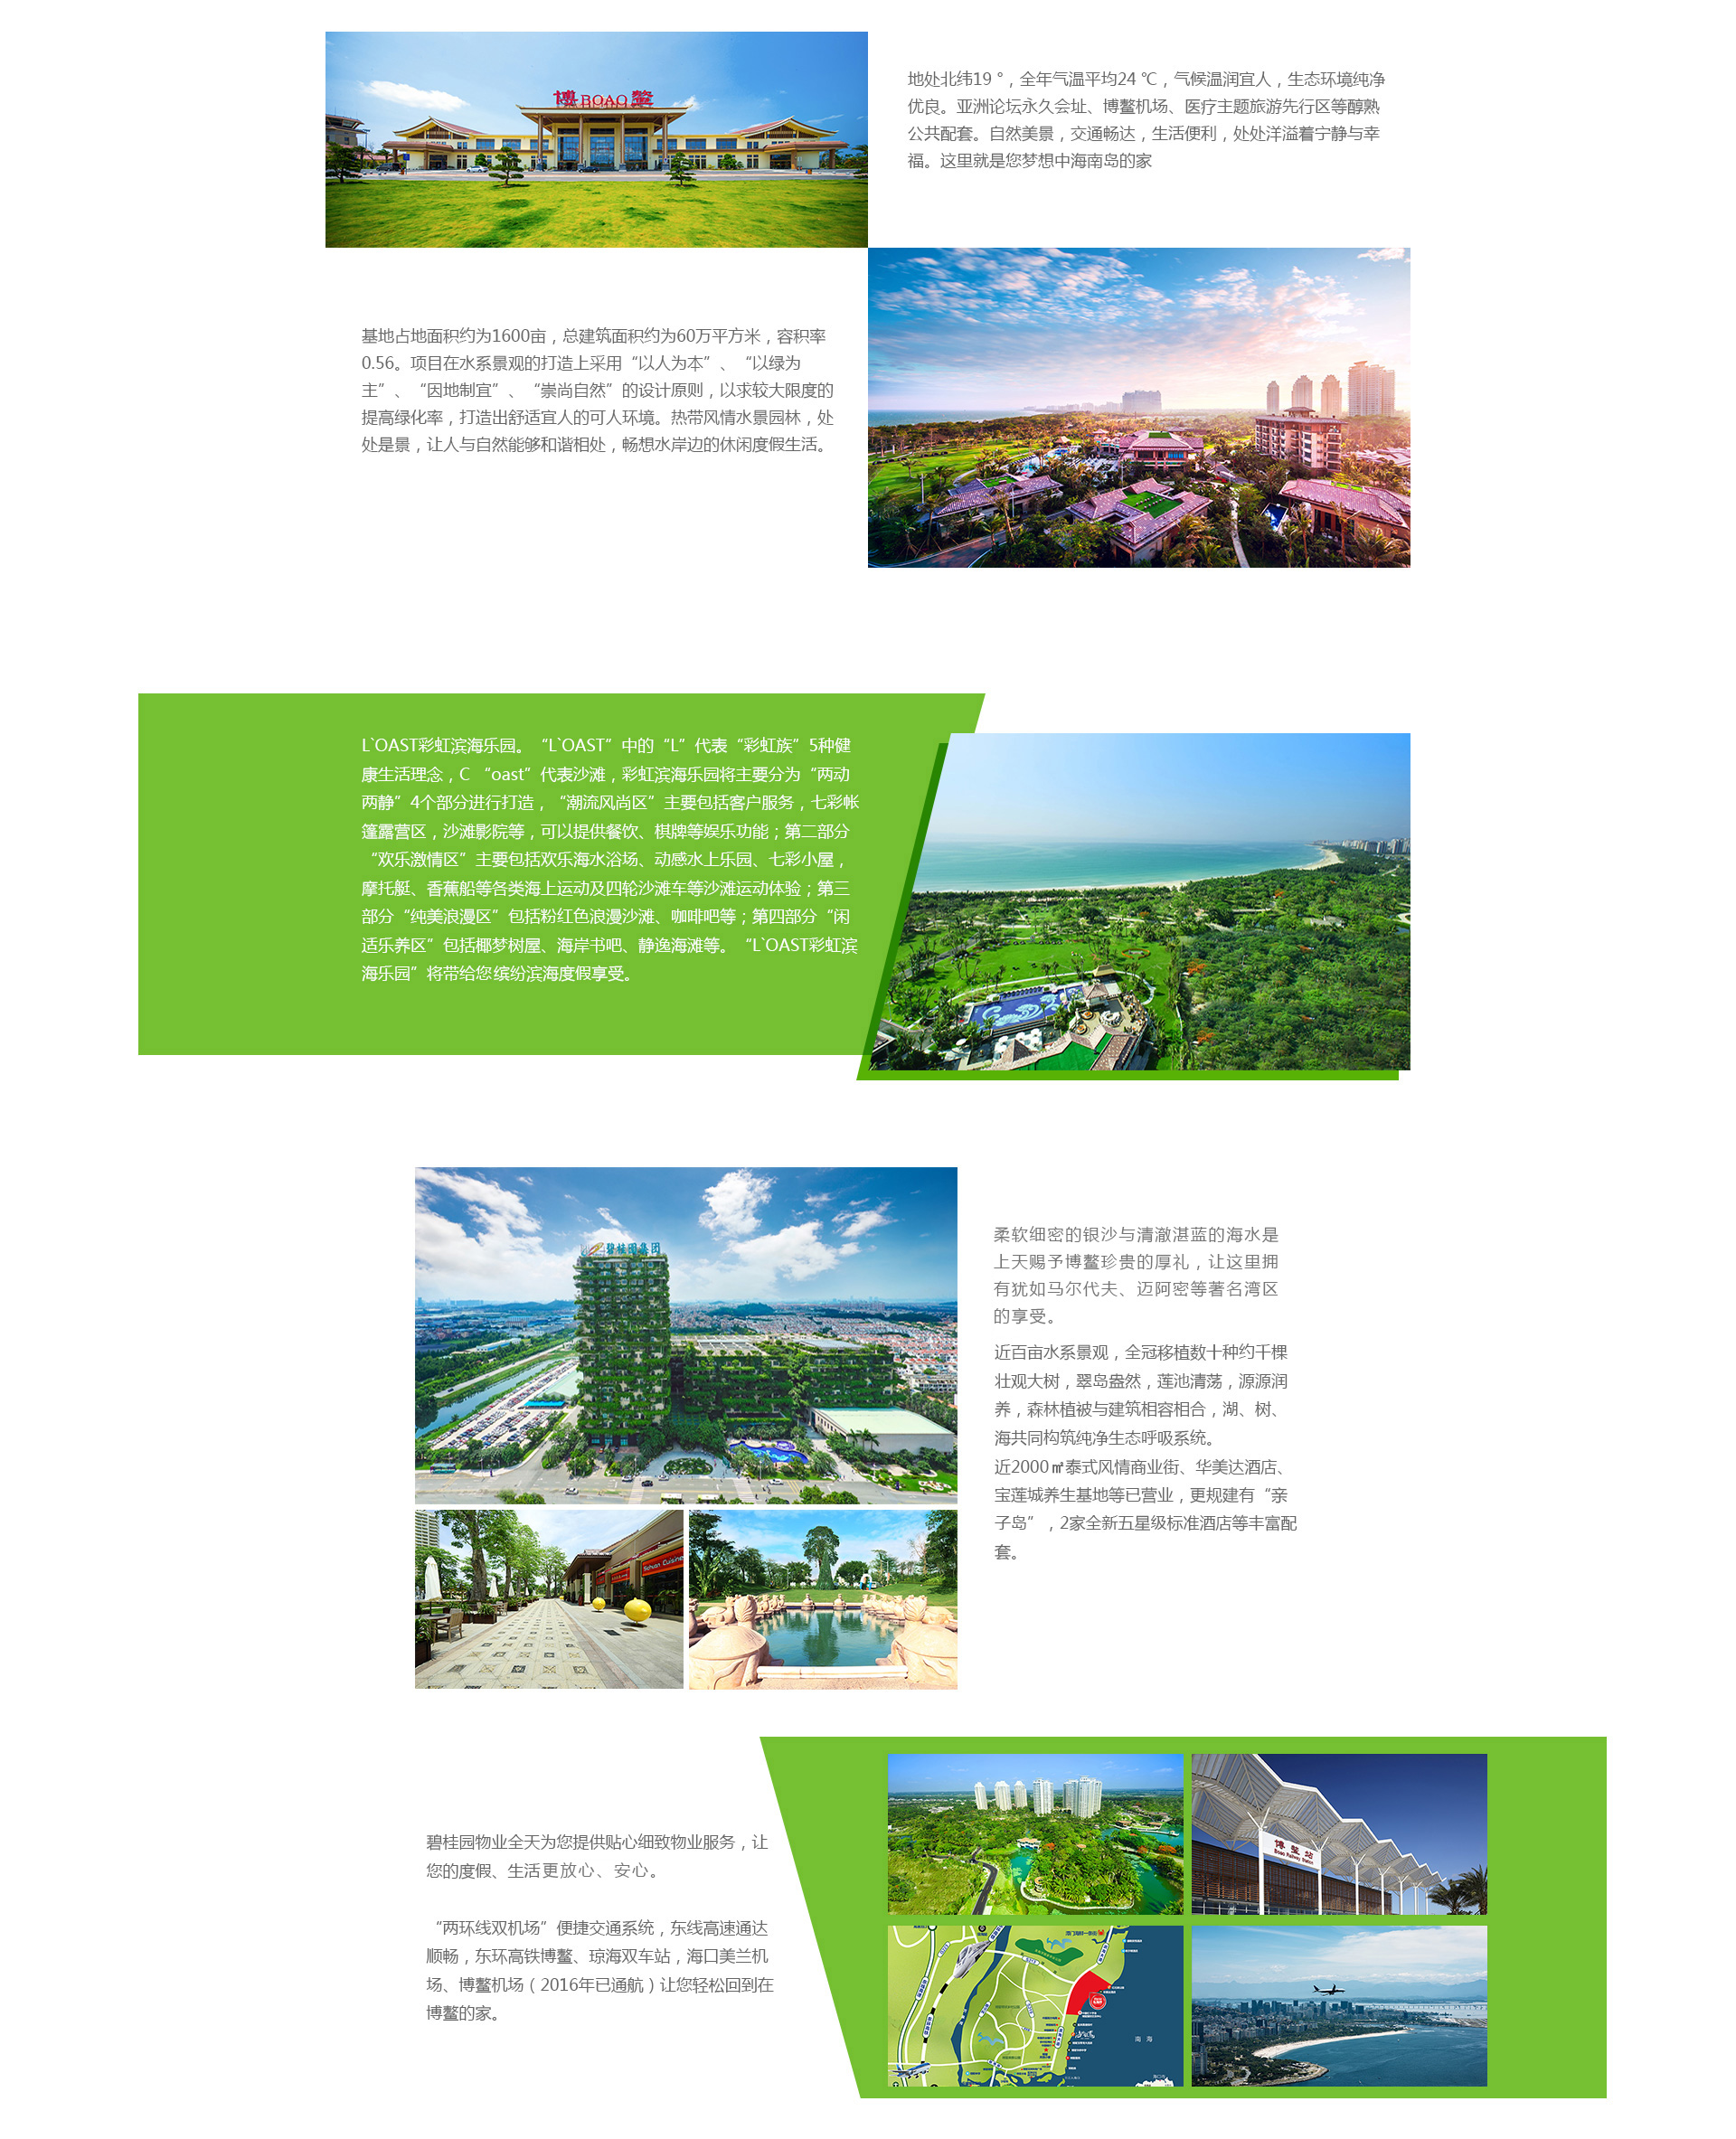 博BOAO鳌
地处北纬19 °，全年气温平均24 ℃，气候温润宜人，生态环境纯净
优良。亚洲论坛永久会址、博鳌机场、医疗主题旅游先行区等醇熟
公共配套。自然美景，交通畅达，生活便利，处处洋溢着宁静与幸
福。这里就是您梦想中海南岛的家
基地占地面积约为1600亩，总建筑面积约为60万平方米，容积率
0.56。项目在水系景观的打造上采用“以人为本”、“以绿为
主”、“因地制宜”、“崇尚自然”的设计原则，以求较大限度的
提高绿化率，打造出舒适宜人的可人环境。热带风情水景园林，处
处是景，让人与自然能够和谐相处，畅想水岸边的休闲度假生活。
L`OAST彩虹滨海乐园。“L`OAST”中的“L”代表“彩虹族”5种健
康生活理念，C “oast”代表沙滩，彩虹滨海乐园将主要分为“两动
两静”4个部分进行打造，“潮流风尚区”主要包括客户服务，七彩帐
篷露营区，沙滩影院等，可以提供餐饮、棋牌等娱乐功能；第二部分
“欢乐激情区”主要包括欢乐海水浴场、动感水上乐园、七彩小屋，
摩托艇、香蕉船等各类海上运动及四轮沙滩车等沙滩运动体验；第三
部分“纯美浪漫区”包括粉红色浪漫沙滩、咖啡吧等；第四部分“闲
适乐养区”包括椰梦树屋、海岸书吧、静逸海滩等。“L`OAST彩虹滨
海乐园”将带给您缤纷滨海度假享受。
碧桂园集团
柔软细密的银沙与清澈湛蓝的海水是
上天赐予博鳌珍贵的厚礼，让这里拥
有犹如马尔代夫、迈阿密等著名湾区
的享受。
近百亩水系景观，全冠移植数十种约千棵
壮观大树，翠岛盎然，莲池清荡，源源润
养，森林植被与建筑相容相合，湖、树、
海共同构筑纯净生态呼吸系统。
近2000㎡泰式风情商业街、华美达酒店、
宝莲城养生基地等已营业，更规建有“亲
子岛”，2家全新五星级标准酒店等丰富配
套。
Sichuan Cuisine
碧桂园物业全天为您提供贴心细致物业服务，让
您的度假、生活更放心、安心。
“两环线双机场”便捷交通系统，东线高速通达
顺畅，东环高铁博鳌、琼海双车站，海口美兰机
场、博鳌机场（2016年已通航）让您轻松回到在
博鳌的家。
博鳌站
Boao Railway Station
南 海